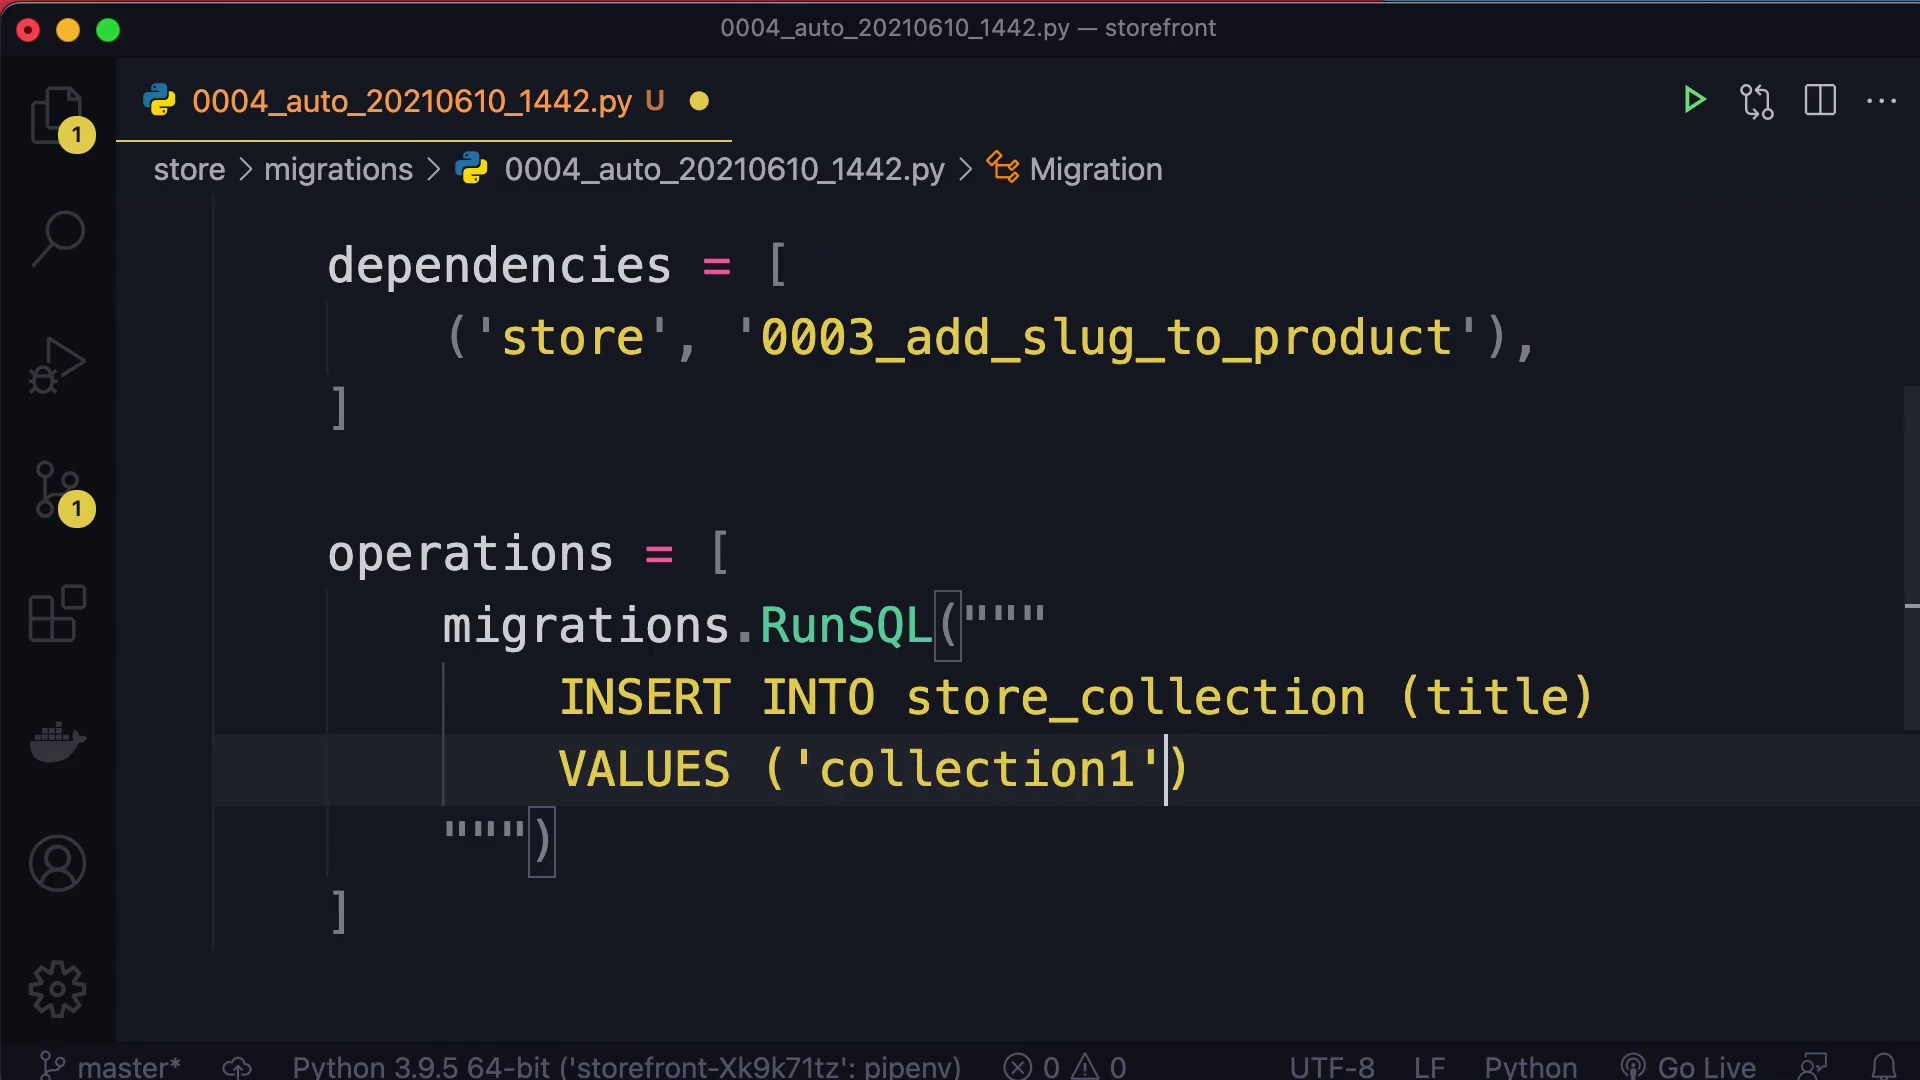 0004_auto_20210610_1442.py — storefront
0004_auto_20210610_1442.py U
store > migrations > 0004_auto_20210610_1442.py > Migration
1
dependencies = [
('store', '0003_add_slug_to_product'),
]
1
operations = [
migrations.RunSQL("""
INSERT INTO store_collection (title)
VALUES ('collection1')
""")
]
master* Python 3.9.5 64-bit ('storefront-Xk9k71tz': pipenv) 0 0 UTF-8 LF Python Go Live